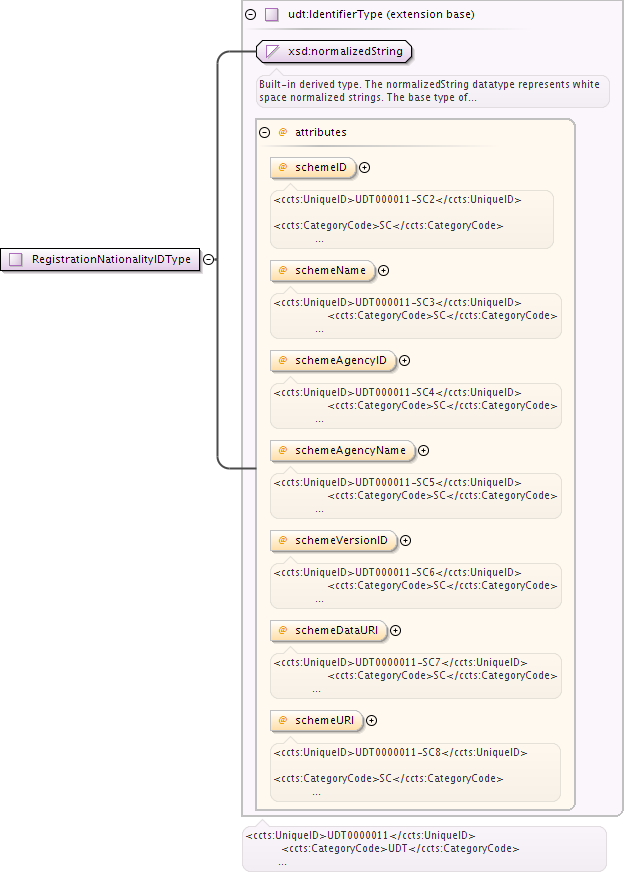 udt:IdentifierType (extension base)
xsd:normalizedString
Built-in derived type. The normalizedString datatype represents white
space normalized strings. The base type of...
@ attributes
@ schemeID
<ccts:UniqueID>UDT000011-SC2</ccts:UniqueID>
<ccts:CategoryCode>SC</ccts:CategoryCode>
...
RegistrationNationalityIDType
@ schemeName
<ccts:UniqueID>UDT000011-SC3</ccts:UniqueID>
<ccts:CategoryCode>SC</ccts:CategoryCode>
...
@ schemeAgencyID
<ccts:UniqueID>UDT000011-SC4</ccts:UniqueID>
<ccts:CategoryCode>SC</ccts:CategoryCode>
...
@ schemeAgencyName
<ccts:UniqueID>UDT000011-SC5</ccts:UniqueID>
<ccts:CategoryCode>SC</ccts:CategoryCode>
...
@ schemeVersionID
<ccts:UniqueID>UDT000011-SC6</ccts:UniqueID>
<ccts:CategoryCode>SC</ccts:CategoryCode>
...
@ schemeDataURI
<ccts:UniqueID>UDT0000011-SC7</ccts:UniqueID>
<ccts:CategoryCode>SC</ccts:CategoryCode>
...
@ schemeURI
<ccts:UniqueID>UDT0000011-SC8</ccts:UniqueID>
<ccts:CategoryCode>SC</ccts:CategoryCode>
...
<ccts:UniqueID>UDT0000011</ccts:UniqueID>
<ccts:CategoryCode>UDT</ccts:CategoryCode>
...